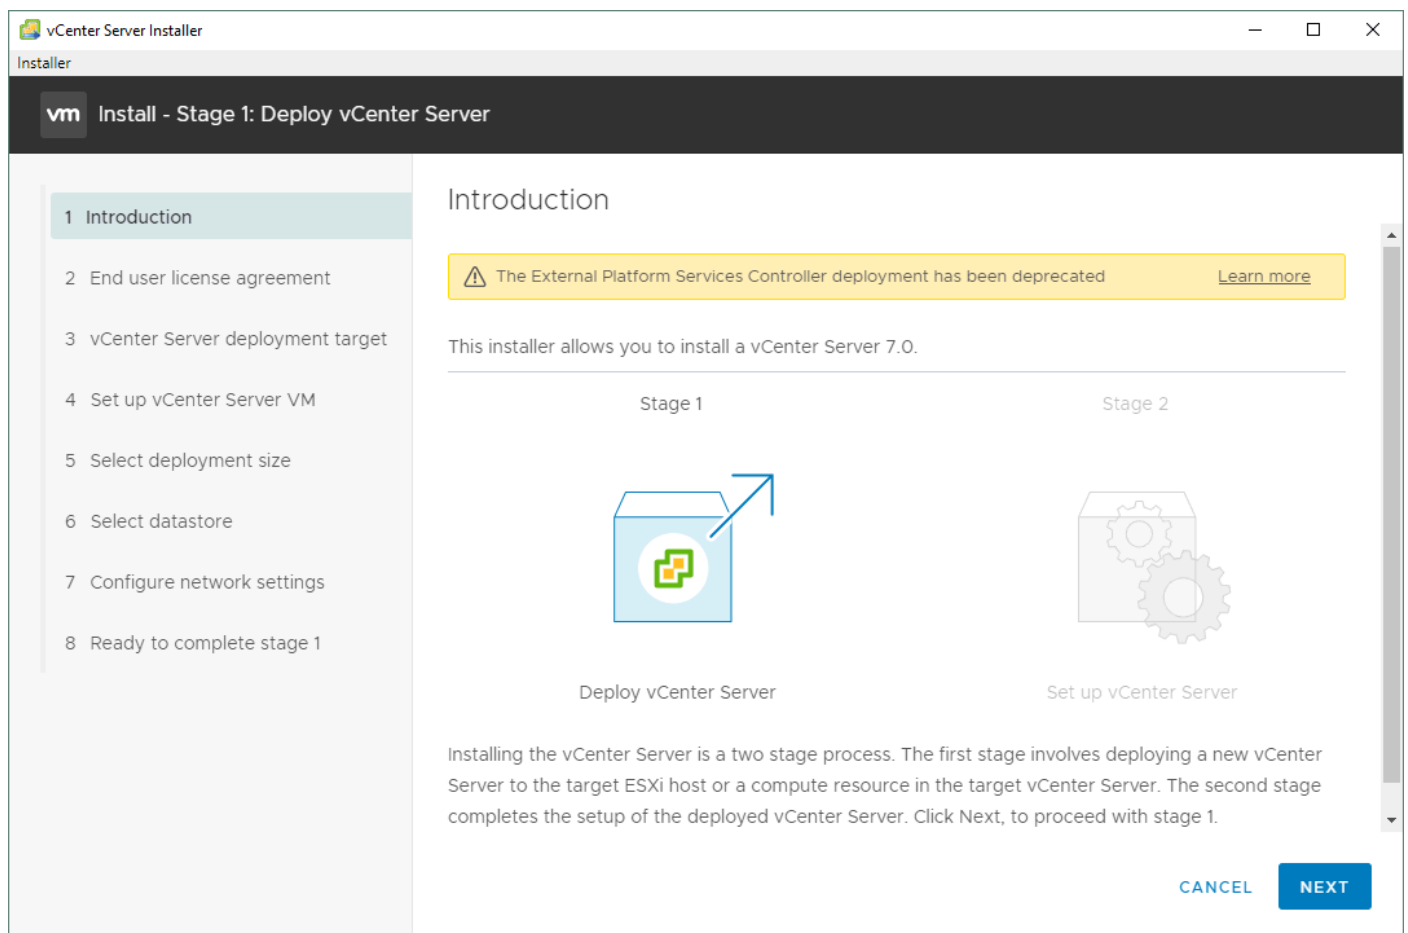 vCenter Server Installer
Installer
vm Install - Stage 1: Deploy vCenter Server
1 Introduction
2 End user license agreement
3 vCenter Server deployment target
4 Set up vCenter Server VM
5 Select deployment size
6 Select datastore
7 Configure network settings
8 Ready to complete stage 1
Introduction
The External Platform Services Controller deployment has been deprecated Learn more
This installer allows you to install a vCenter Server 7.0.
Stage 1 Stage 2
Deploy vCenter Server Set up vCenter Server
Installing the vCenter Server is a two stage process. The first stage involves deploying a new vCenter
Server to the target ESXi host or a compute resource in the target vCenter Server. The second stage
completes the setup of the deployed vCenter Server. Click Next, to proceed with stage 1.
CANCEL NEXT